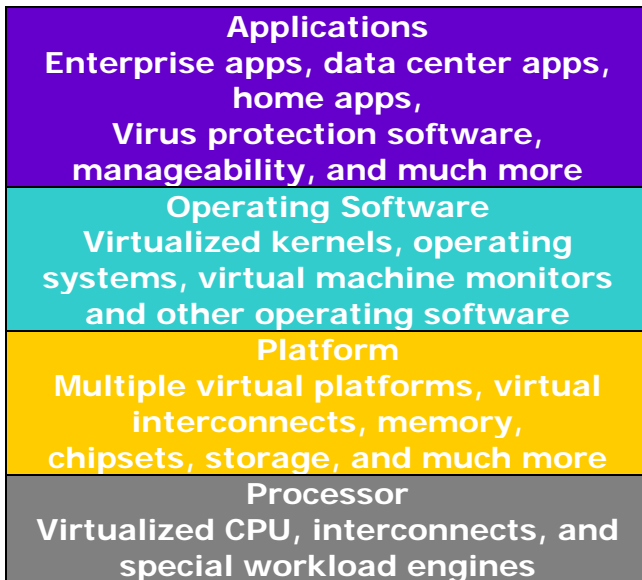 Applications
Enterprise apps, data center apps,
home apps,
Virus protection software,
manageability, and much more
Operating Software
Virtualized kernels, operating
systems, virtual machine monitors
and other operating software
Platform
Multiple virtual platforms, virtual
interconnects, memory,
chipsets, storage, and much more
Processor
Virtualized CPU, interconnects, and
special workload engines